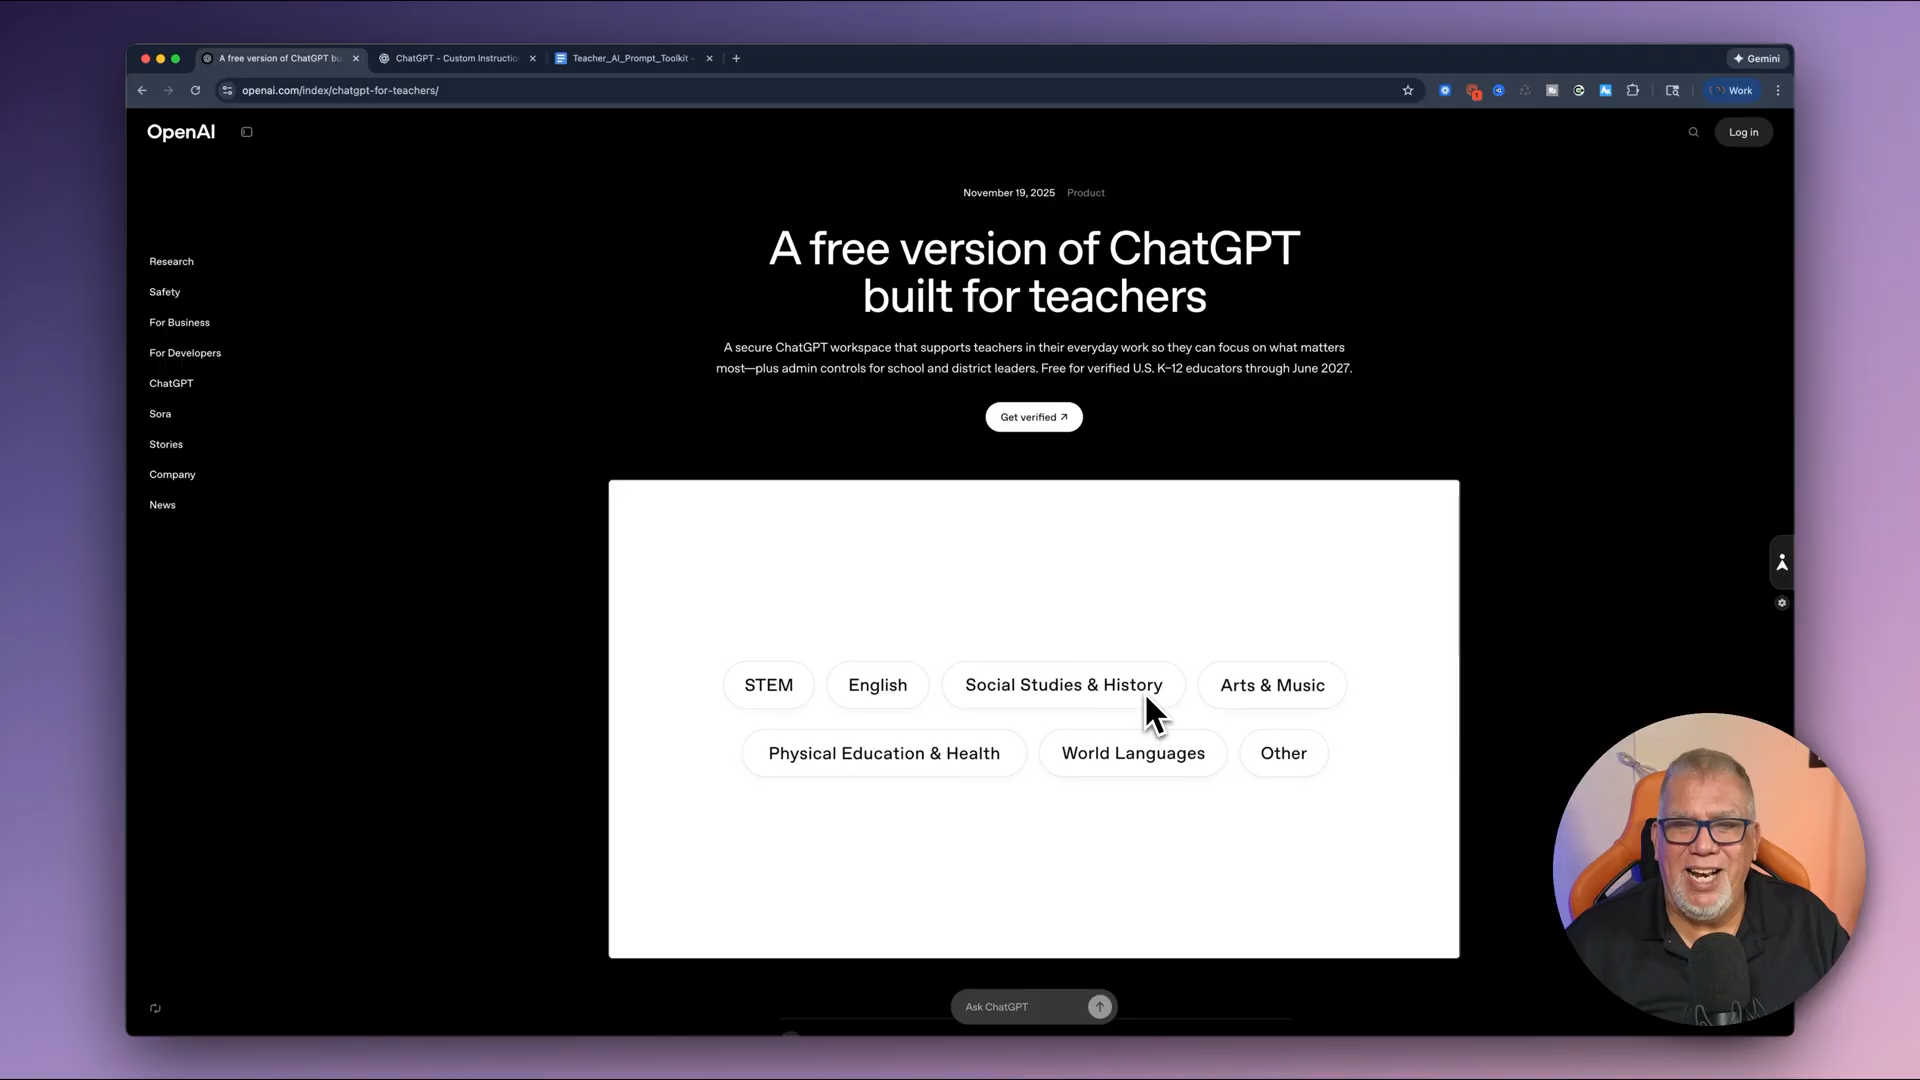 A free version of ChatGPT bu
ChatGPT - Custom Instructio
Teacher_AI_Prompt_Toolkit -
Gemini
openai.com/index/chatgpt-for-teachers/
Work
OpenAI
Log in
November 19, 2025 Product
A free version of ChatGPT
built for teachers
A secure ChatGPT workspace that supports teachers in their everyday work so they can focus on what matters
most—plus admin controls for school and district leaders. Free for verified U.S. K–12 educators through June 2027.
Get verified ↗
Research
Safety
For Business
For Developers
ChatGPT
Sora
Stories
Company
News
STEM
English
Social Studies & History
Arts & Music
Physical Education & Health
World Languages
Other
Ask ChatGPT